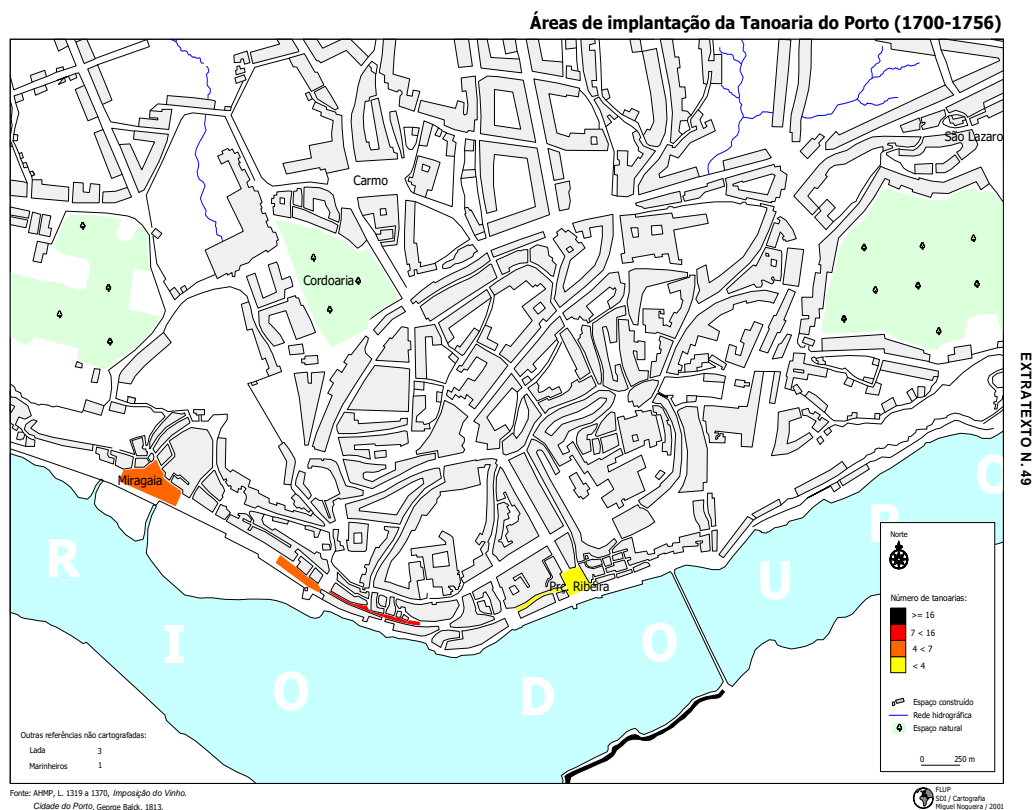 Áreas de implantação da Tanoaria do Porto (1700-1756)
São Lazaro
Carmo
Cordoaria
EXTRATEXTO N. 49
Miragaia
Prç. Ribeira
R I O D O U R O
Norte
Número de tanoarias:
>= 16
7 < 16
4 < 7
< 4
Espaço construído
Rede hidrográfica
Espaço natural
0 250 m
Outras referências não cartografadas:
Lada 3
Marinheiros 1
Fonte: AHMP, L. 1319 a 1370, Imposição do Vinho.
Cidade do Porto, George Balck, 1813.
FLUP
SDI / Cartografia
Miguel Nogueira / 2001